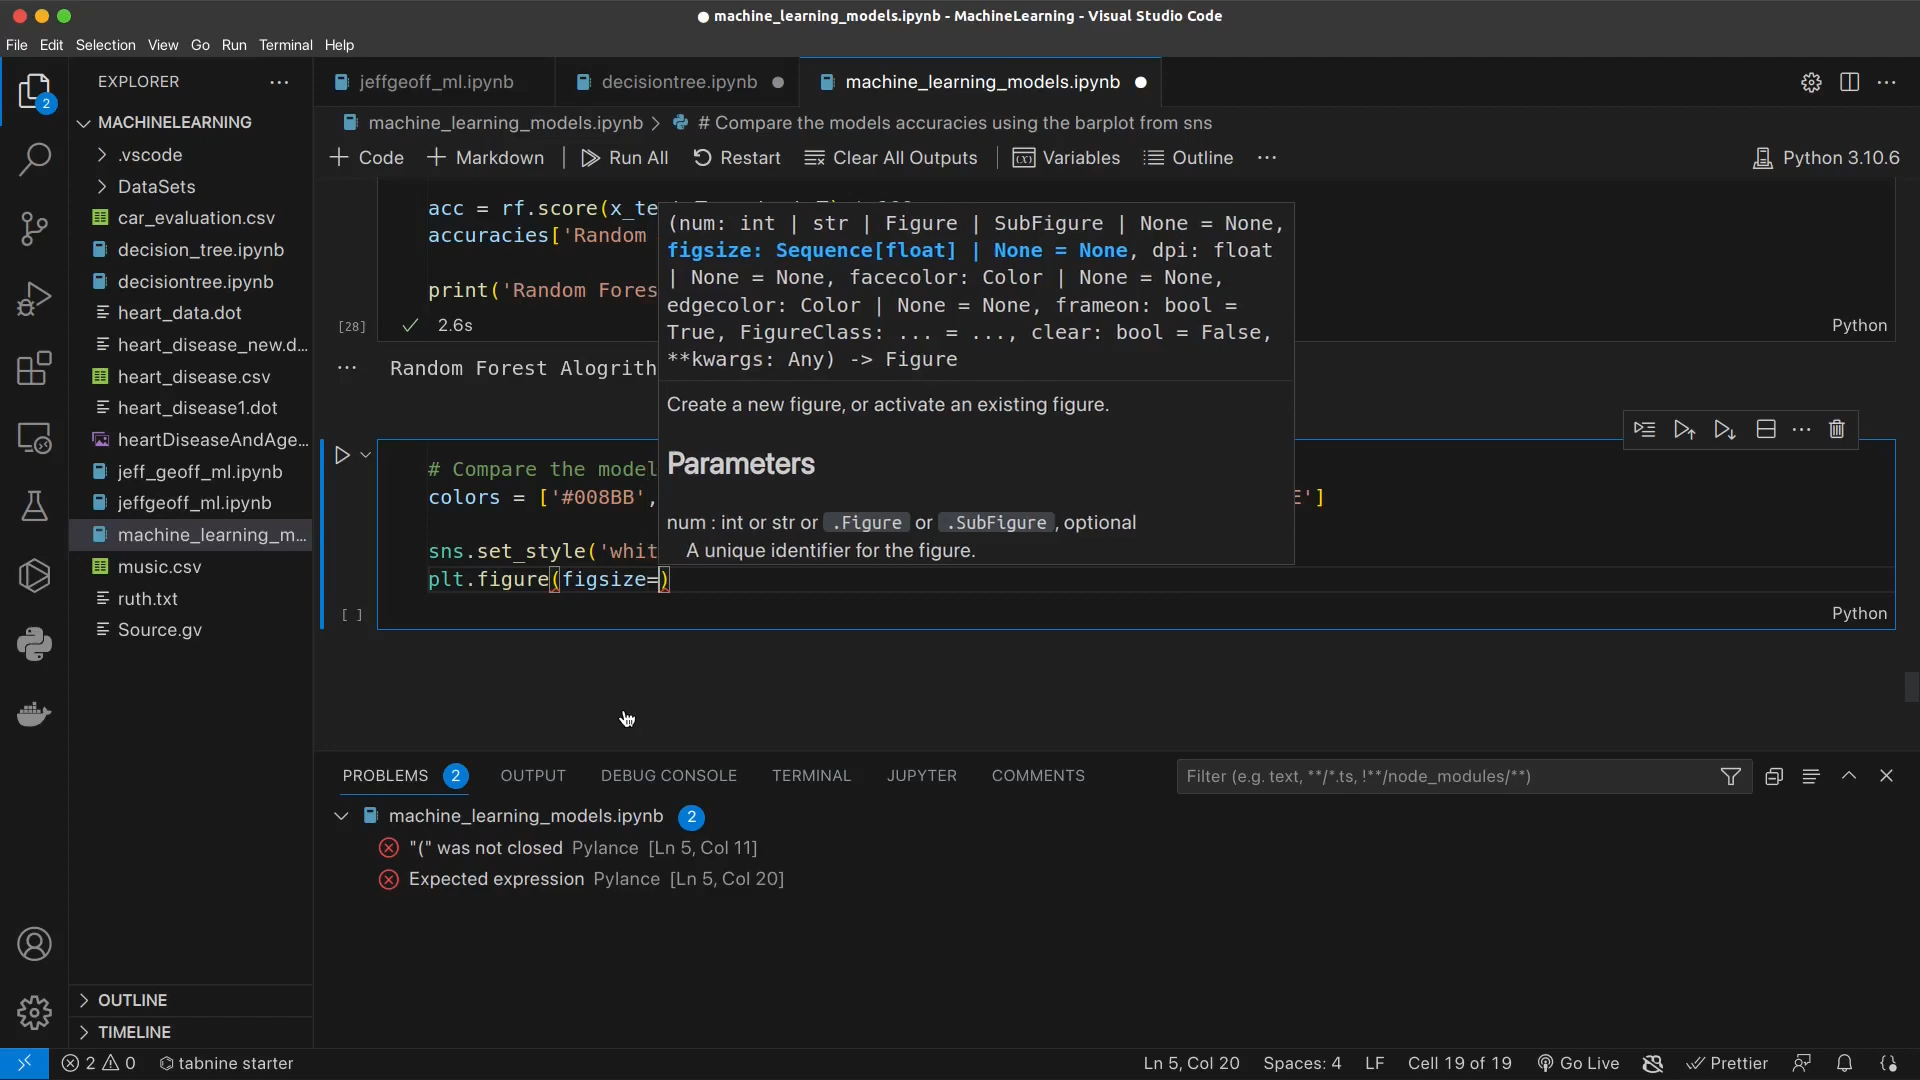 machine_learning_models.ipynb - MachineLearning - Visual Studio Code
File Edit Selection View Go Run Terminal Help
2
EXPLORER
MACHINELEARNING
.vscode
DataSets
car_evaluation.csv
decision_tree.ipynb
decisiontree.ipynb
heart_data.dot
heart_disease_new.d...
heart_disease.csv
heart_disease1.dot
heartDiseaseAndAge...
jeff_geoff_ml.ipynb
jeffgeoff_ml.ipynb
machine_learning_m...
music.csv
ruth.txt
Source.gv
OUTLINE
TIMELINE
jeffgeoff_ml.ipynb decisiontree.ipynb machine_learning_models.ipynb
machine_learning_models.ipynb > # Compare the models accuracies using the barplot from sns
Code Markdown Run All Restart Clear All Outputs Variables Outline Python 3.10.6
acc = rf.score(x_te
accuracies['Random
print('Random Fores
[28] 2.6s Python
Random Forest Alogrith
(num: int | str | Figure | SubFigure | None = None,
figsize: Sequence[float] | None = None, dpi: float
| None = None, facecolor: Color | None = None,
edgecolor: Color | None = None, frameon: bool =
True, FigureClass: ... = ..., clear: bool = False,
**kwargs: Any) -> Figure
Create a new figure, or activate an existing figure.
Parameters
num : int or str or .Figure or .SubFigure, optional
A unique identifier for the figure.
# Compare the model
colors = ['#008BB', E']
sns.set_style('whit
plt.figure(figsize=)
[ ] Python
PROBLEMS 2 OUTPUT DEBUG CONSOLE TERMINAL JUPYTER COMMENTS Filter (e.g. text, **/*.ts, !**/node_modules/**)
machine_learning_models.ipynb 2
"(" was not closed Pylance [Ln 5, Col 11]
Expected expression Pylance [Ln 5, Col 20]
2 0 tabnine starter Ln 5, Col 20 Spaces: 4 LF Cell 19 of 19 Go Live Prettier